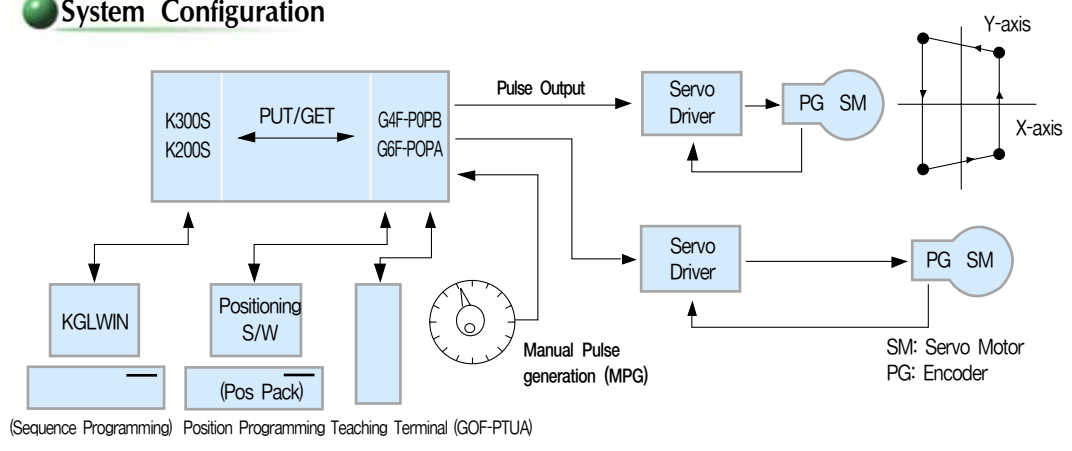 System Configuration
Y-axis
X-axis
K300S
K200S
PUT/GET
G4F-P0PB
G6F-POPA
Pulse Output
Servo
Driver
PG SM
Servo
Driver
PG SM
KGLWIN
Positioning
S/W
(Pos Pack)
Manual Pulse
generation (MPG)
SM: Servo Motor
PG: Encoder
(Sequence Programming) Position Programming Teaching Terminal (GOF-PTUA)